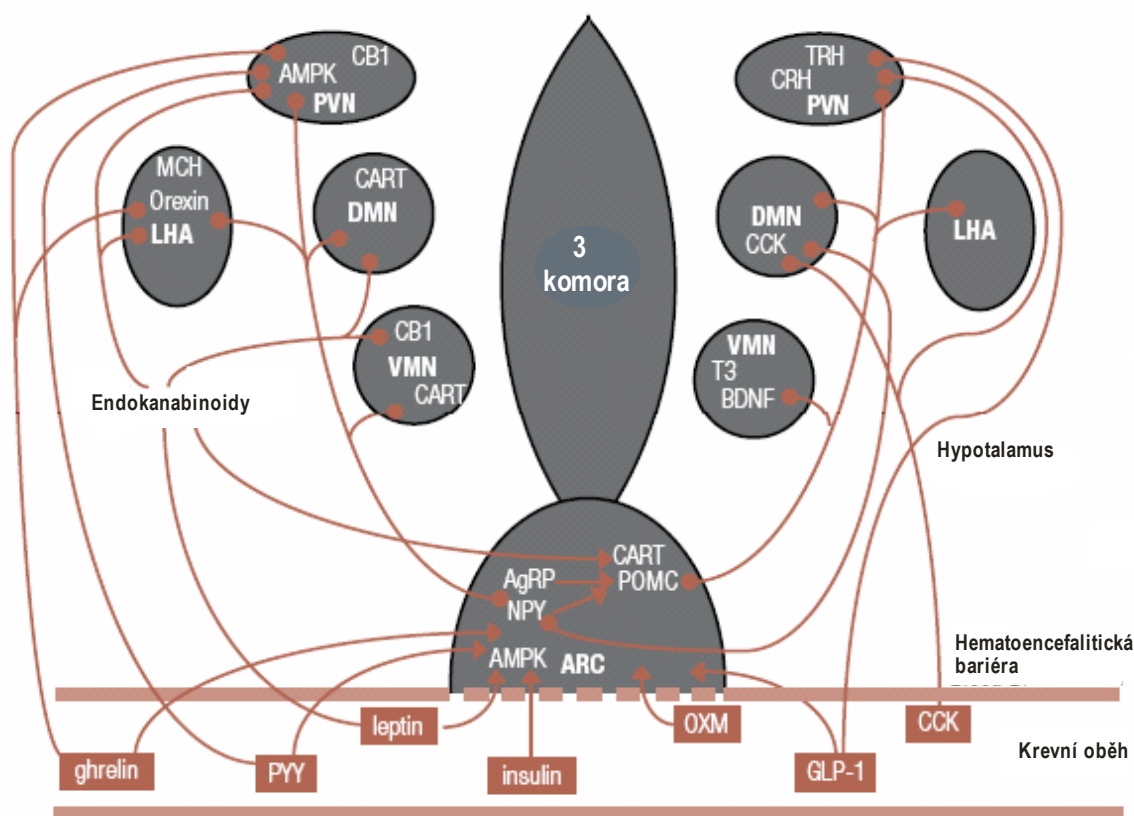 CB1
AMPK
PVN
TRH
CRH
PVN
MCH
Orexin
LHA
CART
DMN
3
komora
DMN
CCK
LHA
CB1
VMN
CART
VMN
T3
BDNF
Endokanabinoidy
Hypotalamus
CART
AgRP
POMC
NPY
AMPK
ARC
Hematoencefalitická
bariéra
leptin
OXM
CCK
ghrelin
PYY
insulin
GLP-1
Krevní oběh